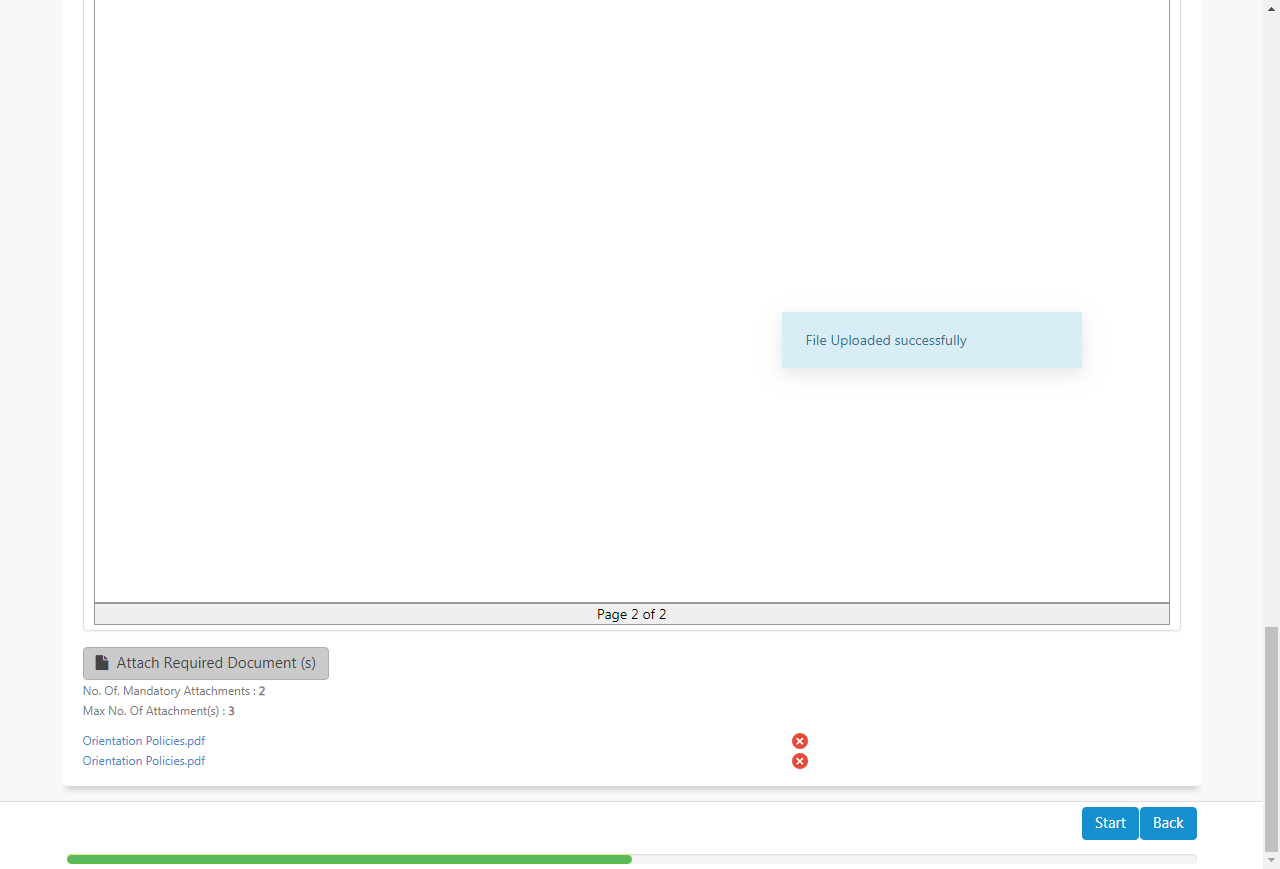 File Uploaded successfully
Page 2 of 2
Attach Required Document (s)
No. Of. Mandatory Attachments : 2
Max No. Of Attachment(s) : 3
Orientation Policies.pdf
Orientation Policies.pdf
Start Back